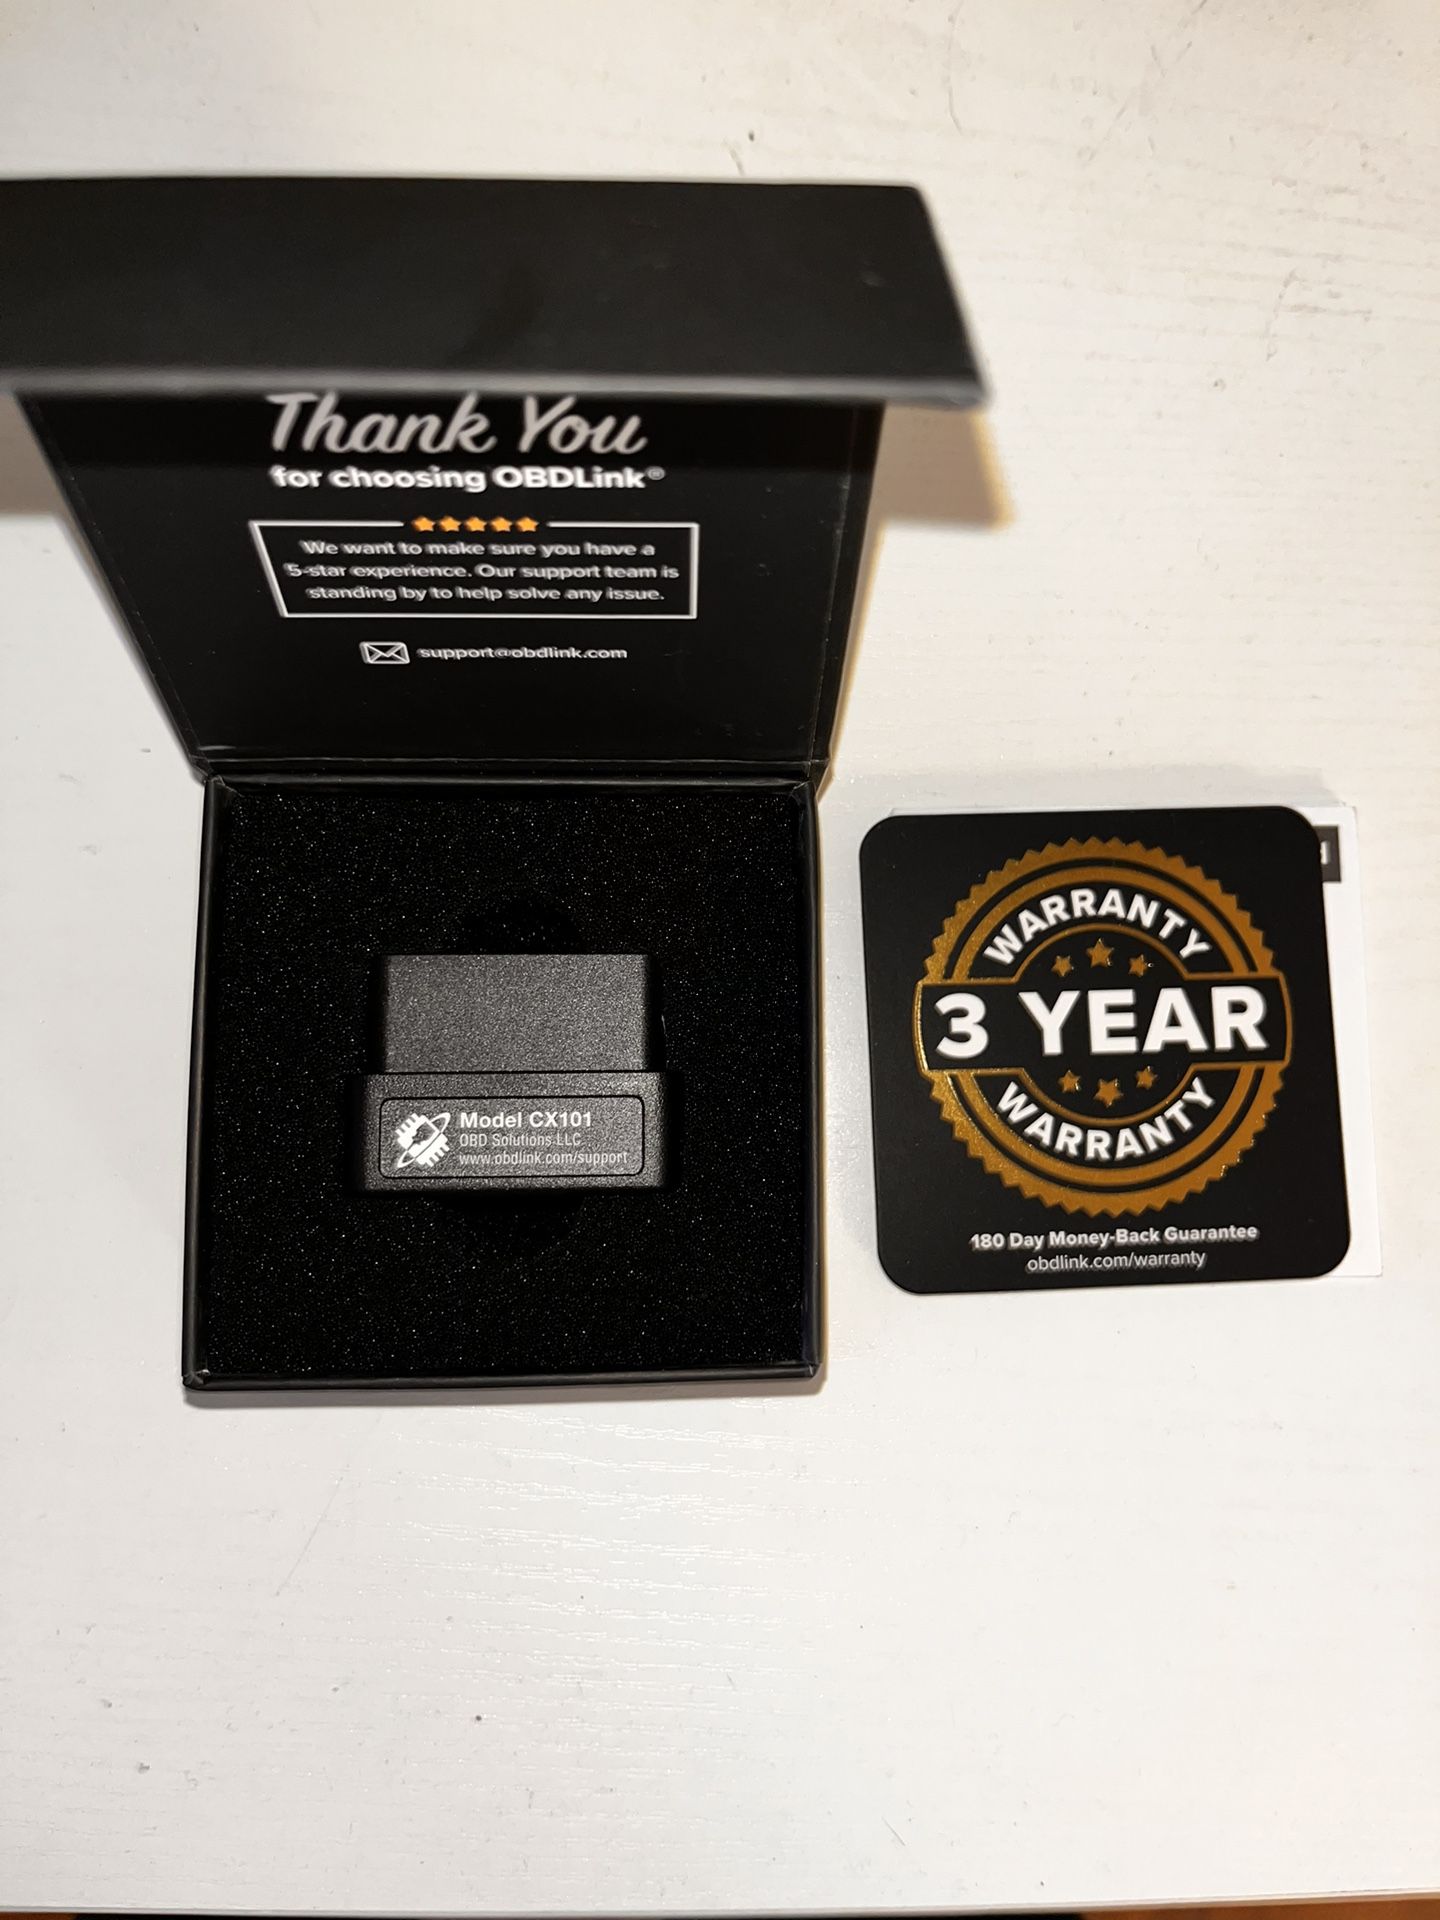 Thank You
for choosing OBDLink®
We want to make sure you have a
5-star experience. Our support team is
standing by to help solve any issue.
support@obdlink.com
Model CX101
OBD Solutions LLC
www.obdlink.com/support
WARRANTY
3 YEAR
WARRANTY
180 Day Money-Back Guarantee
obdlink.com/warranty